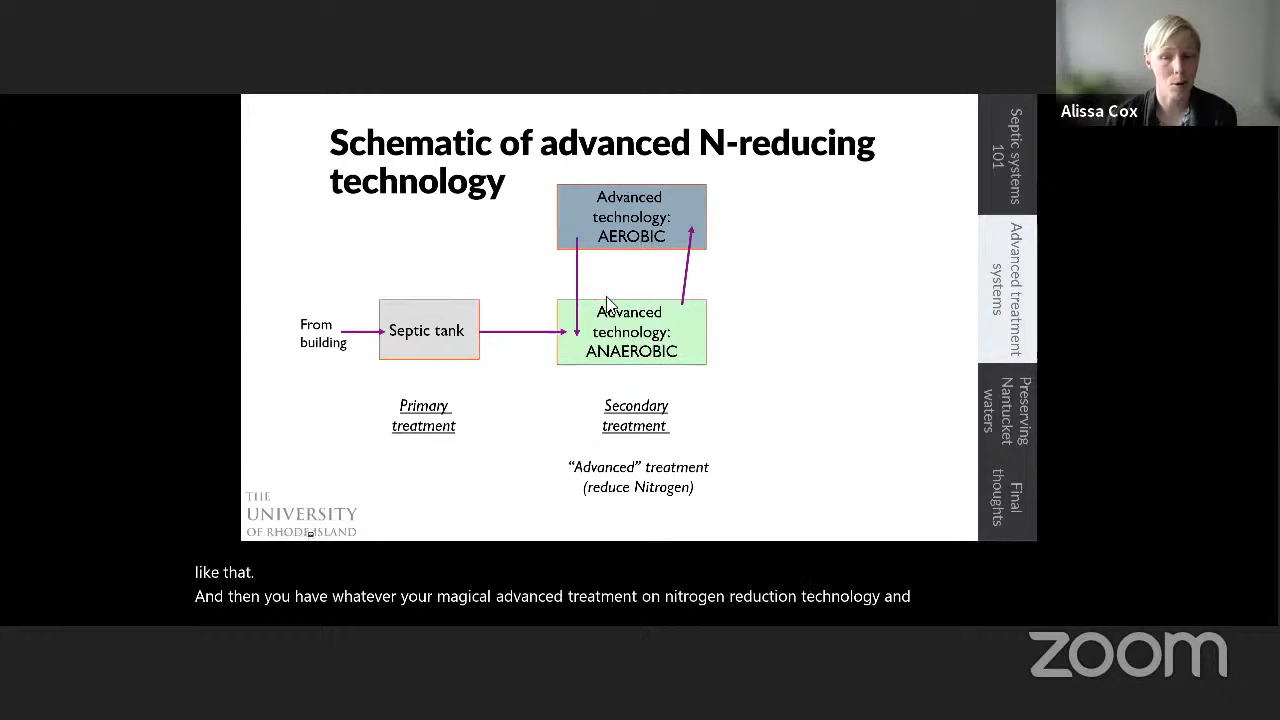 Alissa Cox
Schematic of advanced N-reducing
technology
Advanced
technology:
AEROBIC
From
building
Septic tank
Advanced
technology:
ANAEROBIC
Primary
treatment
Secondary
treatment
“Advanced” treatment
(reduce Nitrogen)
THE
UNIVERSITY
OF RHODE ISLAND
Septic systems
101
Advanced treatment
systems
Preserving
Nantucket
waters
Final
thoughts
like that.
And then you have whatever your magical advanced treatment on nitrogen reduction technology and
zoom